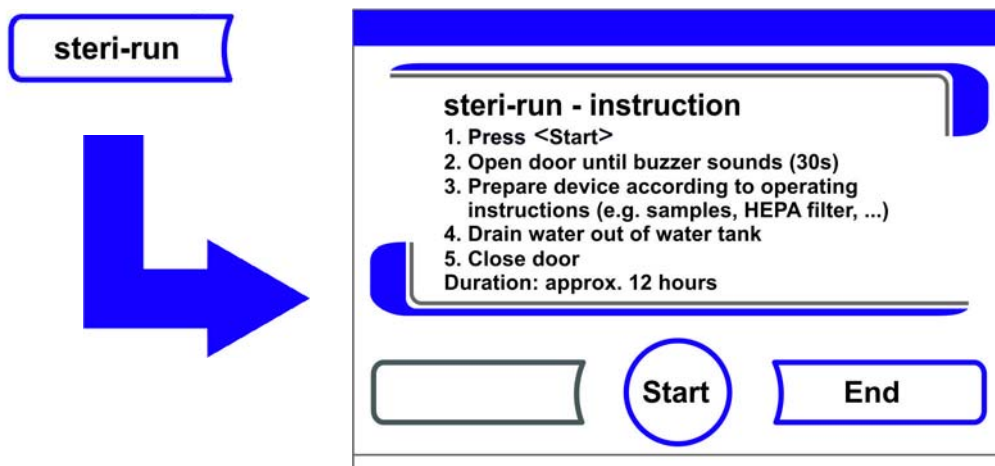 steri-run
steri-run - instruction
1. Press <Start>
2. Open door until buzzer sounds (30s)
3. Prepare device according to operating
instructions (e.g. samples, HEPA filter, ...)
4. Drain water out of water tank
5. Close door
Duration: approx. 12 hours
Start
End